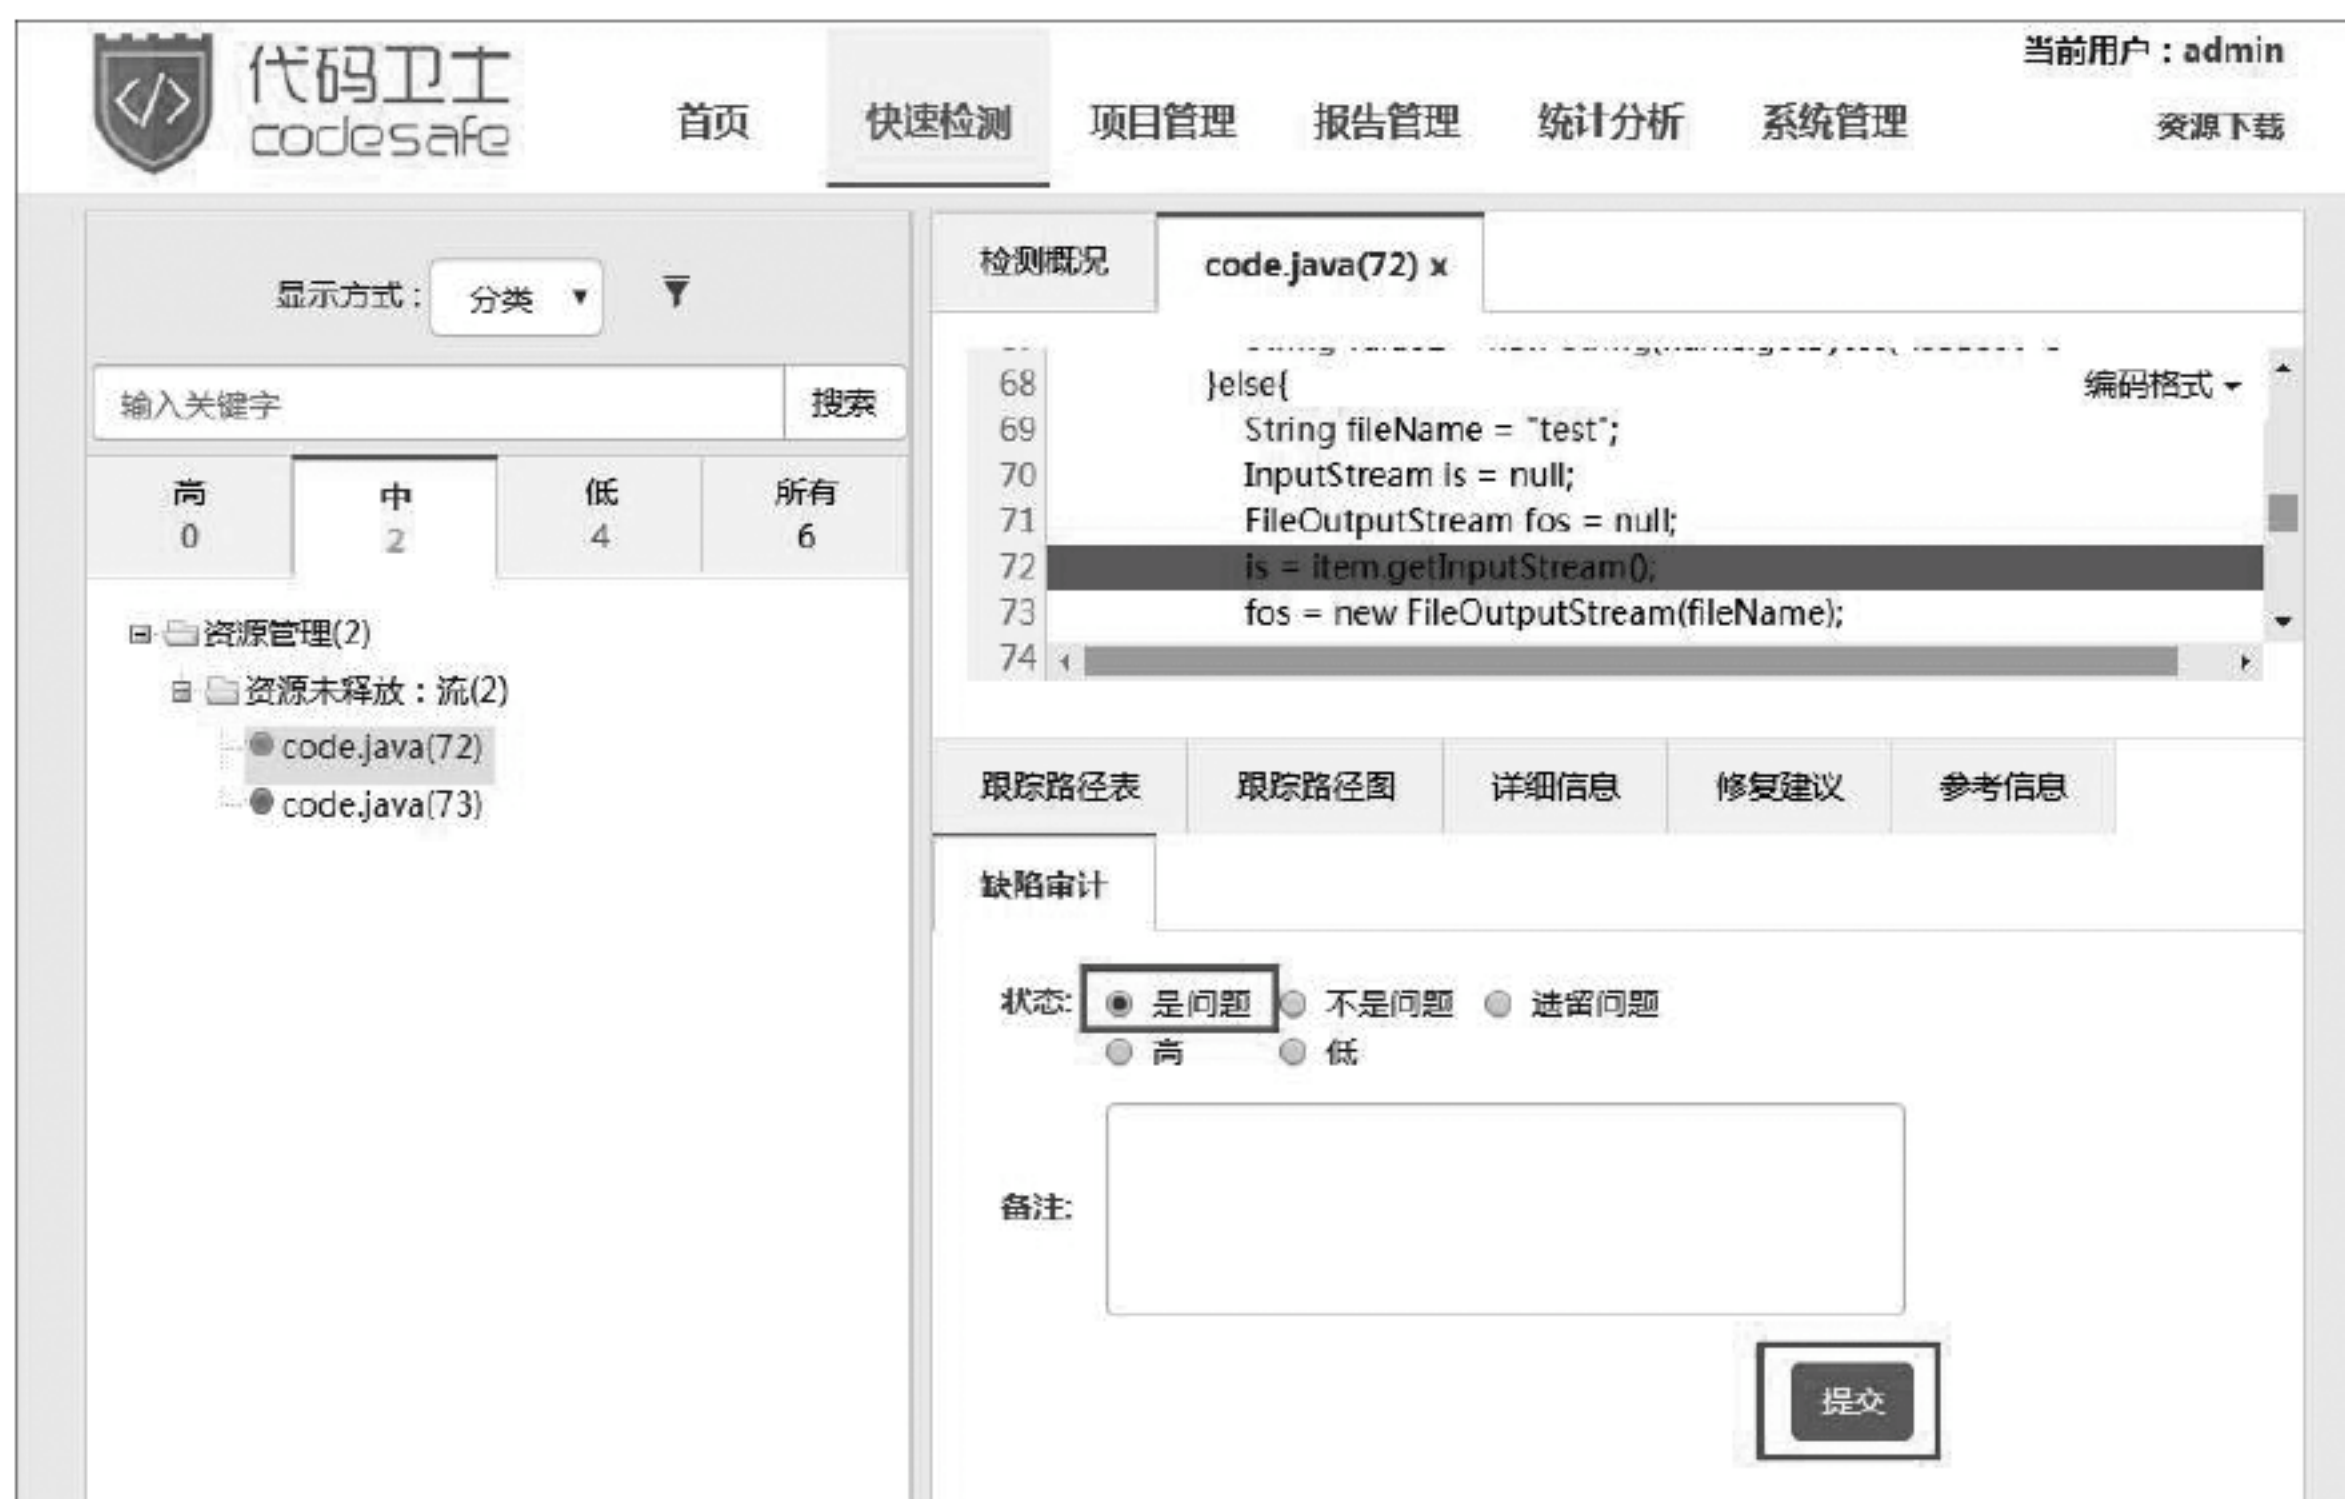 代码卫士
codesafe
当前用户：admin
首页 快速检测 项目管理 报告管理 统计分析 系统管理 资源下载
显示方式： 分类
输入关键字 搜索
高 中 低 所有
0 2 4 6
资源管理(2)
资源未释放：流(2)
code.java(72)
code.java(73)
检测概况 code.java(72) x
编码格式
68 }else{
69 String fileName = "test";
70 InputStream is = null;
71 FileOutputStream fos = null;
72 is = item.getInputStream();
73 fos = new FileOutputStream(fileName);
74
跟踪路径表 跟踪路径图 详细信息 修复建议 参考信息
缺陷审计
状态: 是问题 不是问题 遗留问题
高 低
备注:
提交